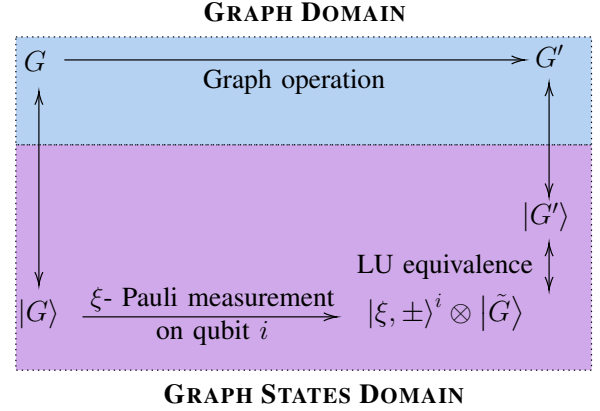 GRAPH DOMAIN
G G'
Graph operation
|G'⟩
LU equivalence
ξ- Pauli measurement
|G⟩ |ξ, ±⟩^i ⊗ |G̃⟩
on qubit i
GRAPH STATES DOMAIN